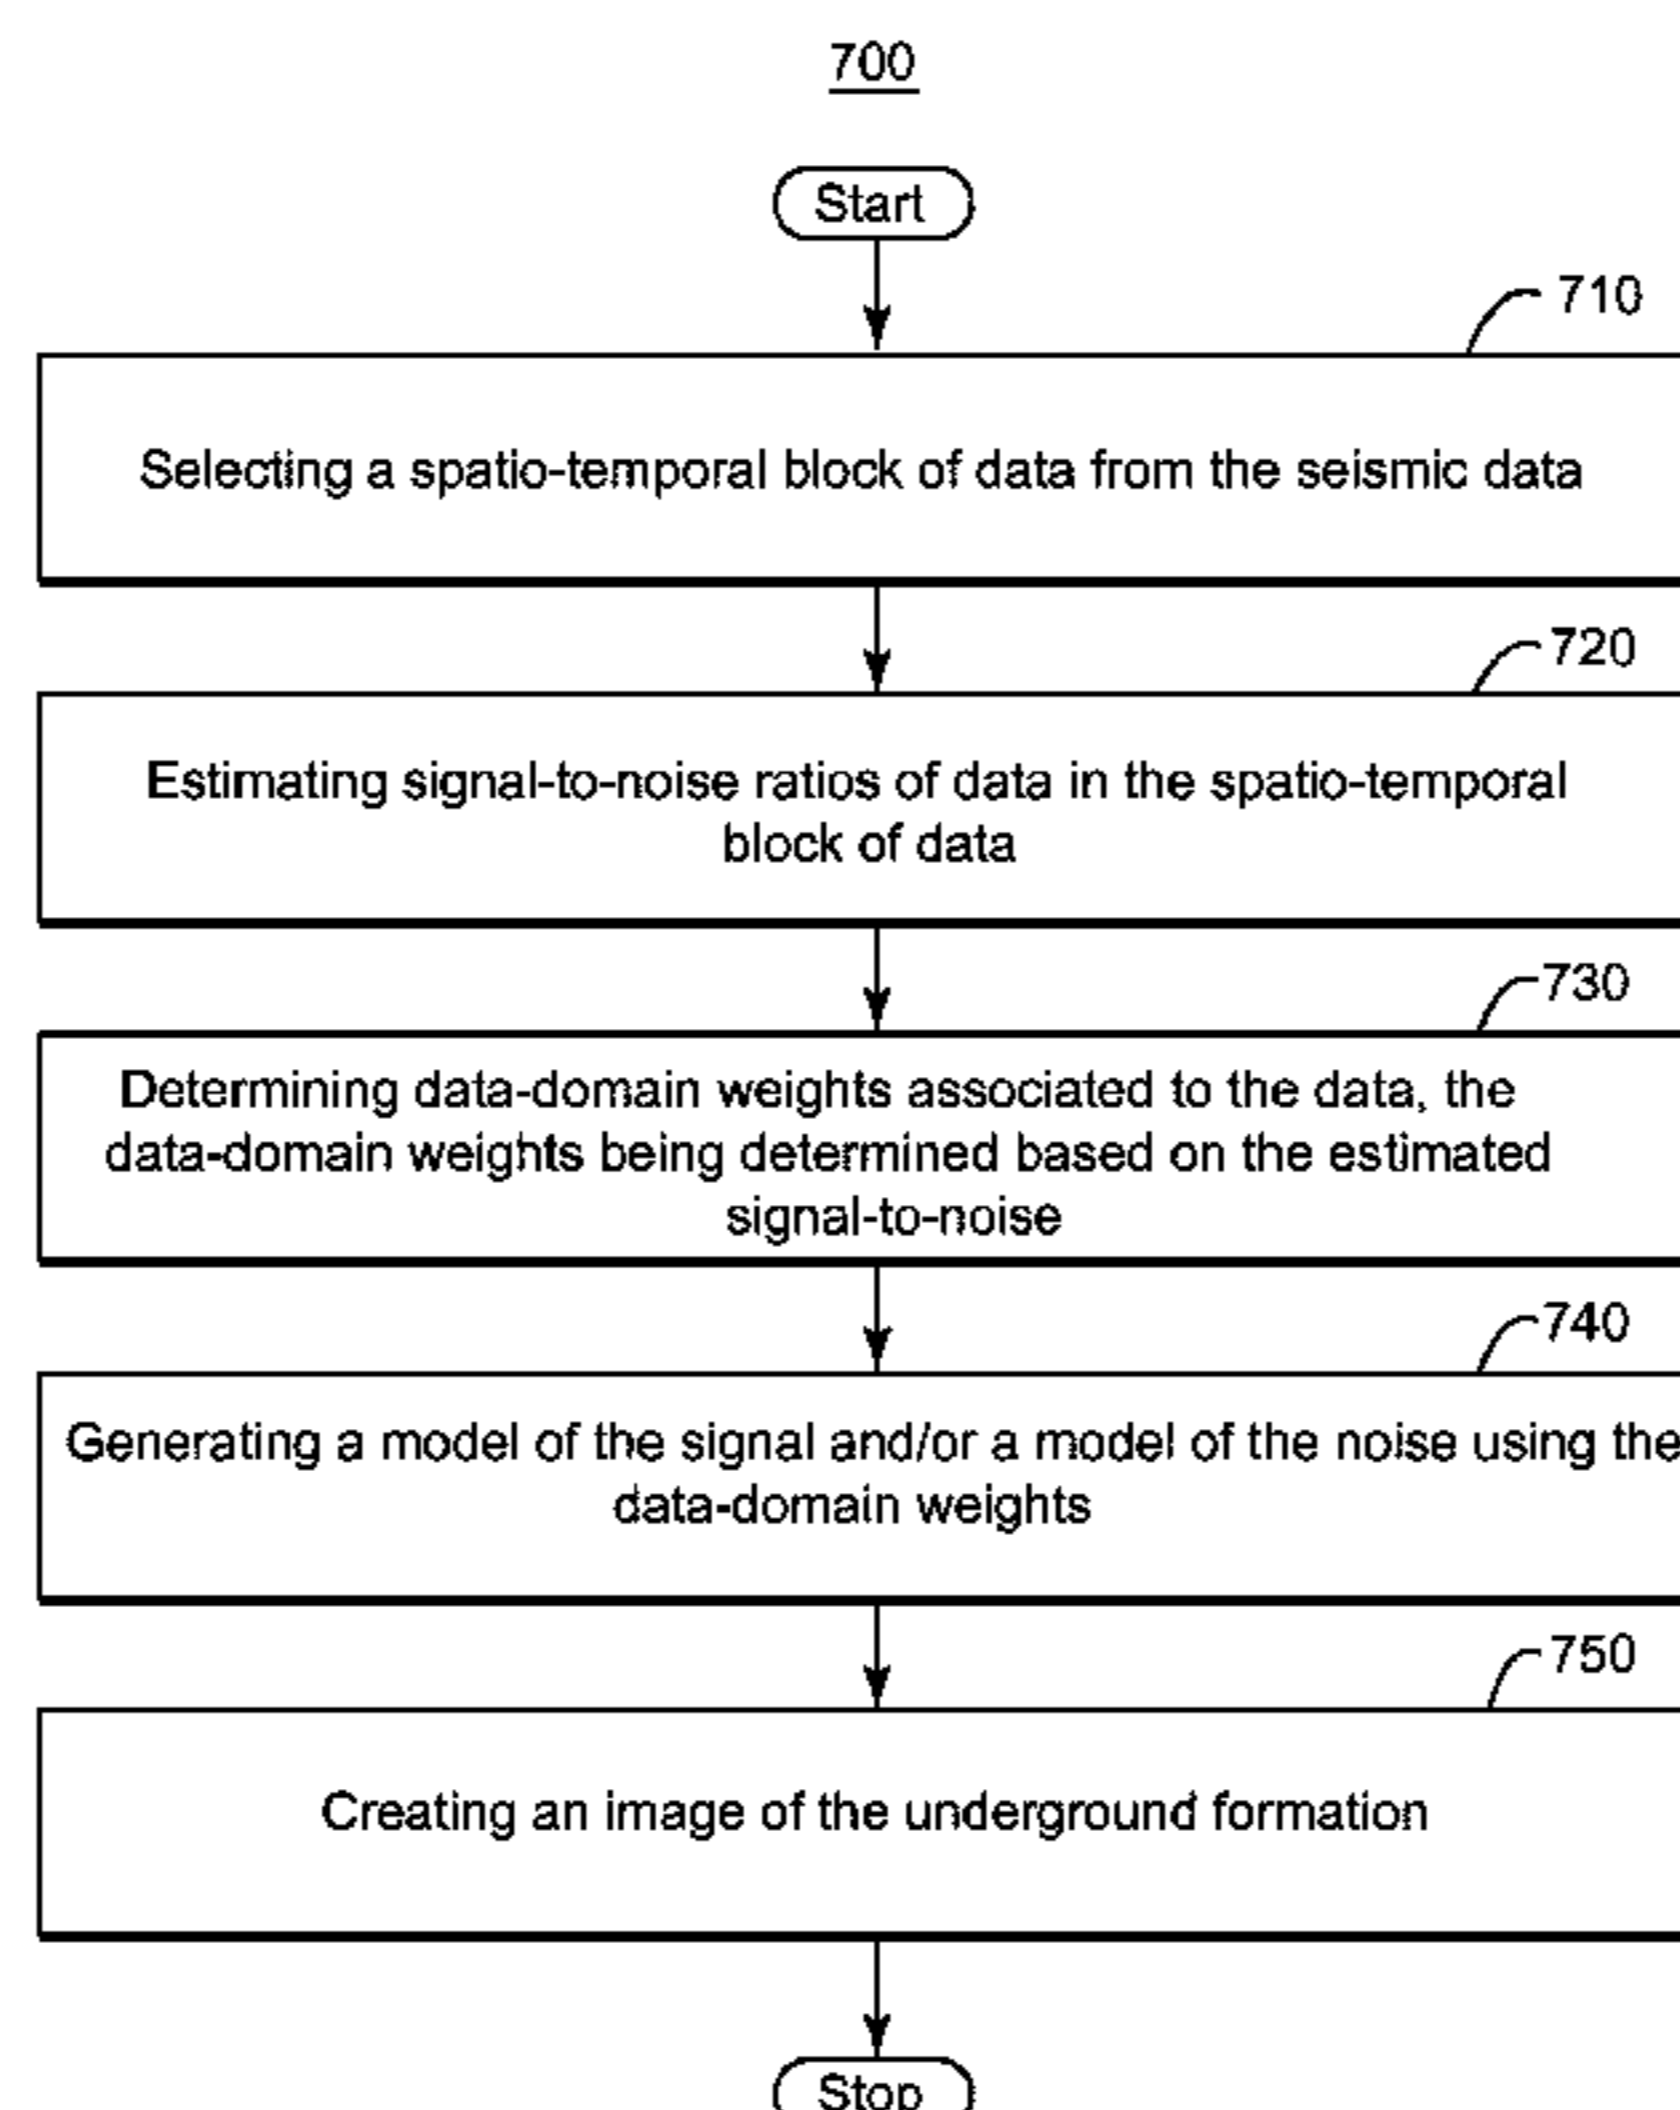 700
Start
710
Selecting a spatio-temporal block of data from the seismic data
720
Estimating signal-to-noise ratios of data in the spatio-temporal
block of data
730
Determining data-domain weights associated to the data, the
data-domain weights being determined based on the estimated
signal-to-noise
740
Generating a model of the signal and/or a model of the noise using the
data-domain weights
750
Creating an image of the underground formation
Stop